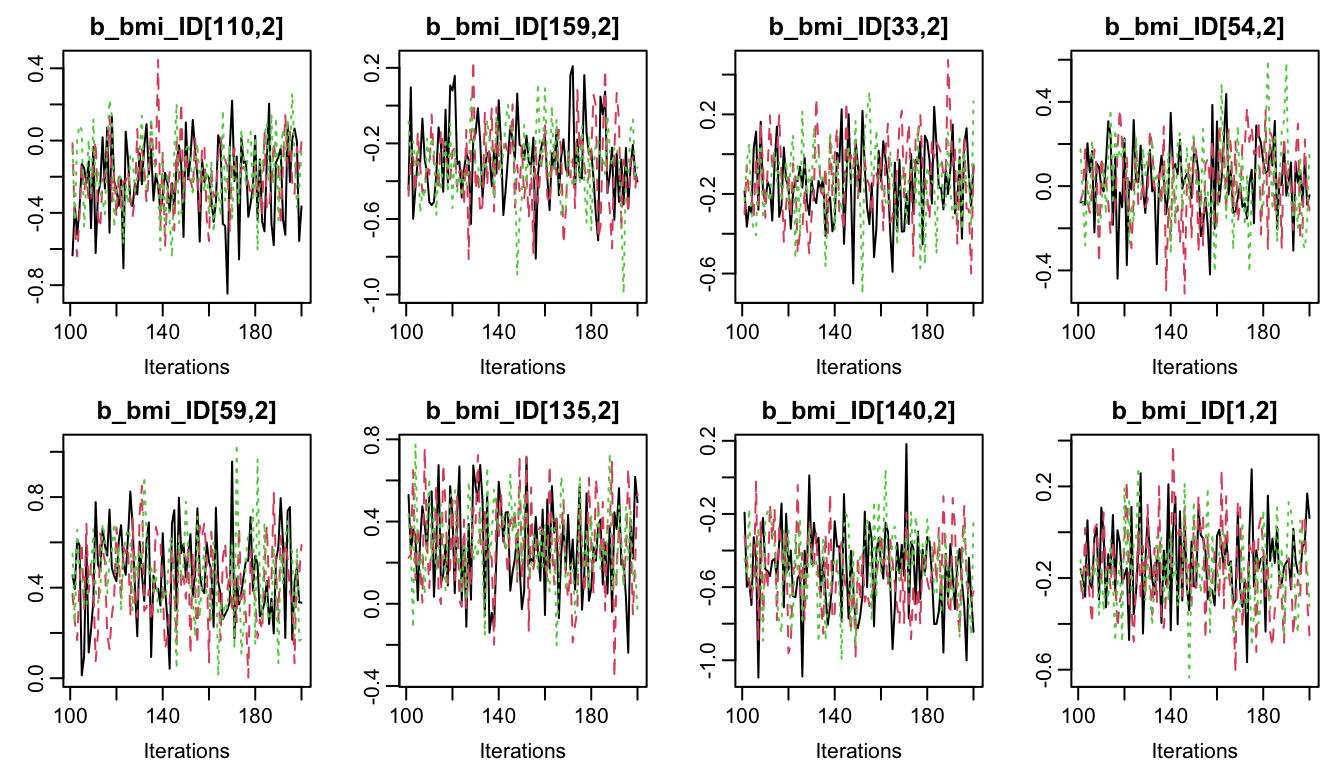 b_bmi_ID[110,2] b_bmi_ID[159,2] b_bmi_ID[33,2] b_bmi_ID[54,2]
0.4
0.0
-0.4
-0.8
100 140 180
Iterations
0.2
-0.2
-0.6
-1.0
100 140 180
Iterations
0.2
-0.2
-0.6
100 140 180
Iterations
0.4
0.0
-0.4
100 140 180
Iterations
b_bmi_ID[59,2] b_bmi_ID[135,2] b_bmi_ID[140,2] b_bmi_ID[1,2]
0.8
0.4
0.0
100 140 180
Iterations
0.8
0.4
0.0
-0.4
100 140 180
Iterations
0.2
-0.2
-0.6
-1.0
100 140 180
Iterations
0.2
-0.2
-0.6
100 140 180
Iterations